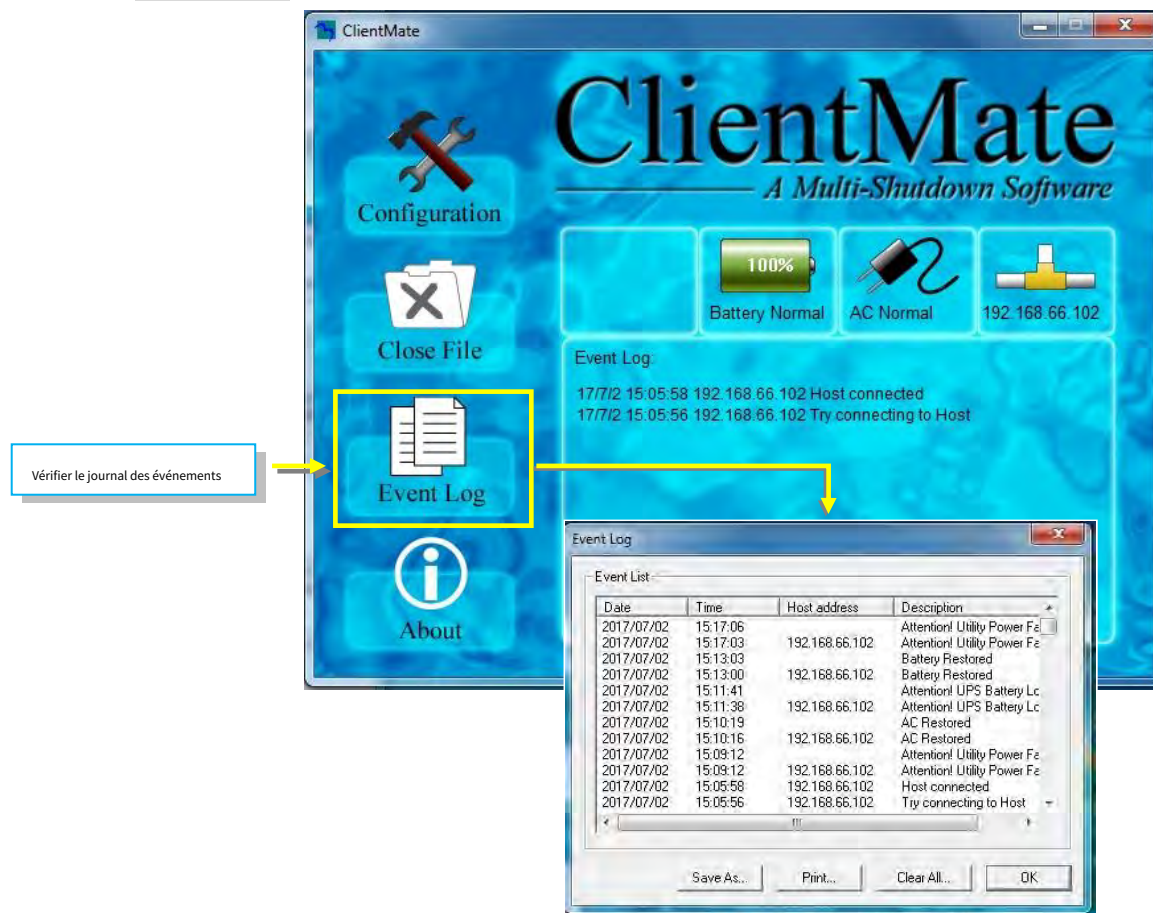 ClientMate
ClientMate
A Multi-Shutdown Software
Configuration
100%
Battery Normal
AC Normal
192.168.66.102
Close File
Event Log:
17/7/2 15:05:58 192.168.66.102 Host connected
17/7/2 15:05:56 192.168.66.102 Try connecting to Host
Vérifier le journal des événements
Event Log
About
Event Log
Event List
Date Time Host address Description
2017/07/02 15:17:06 Attention! Utility Power Fa
2017/07/02 15:17:03 192.168.66.102 Attention! Utility Power Fa
2017/07/02 15:13:03 Battery Restored
2017/07/02 15:13:00 192.168.66.102 Battery Restored
2017/07/02 15:11:41 Attention! UPS Battery Lc
2017/07/02 15:11:38 192.168.66.102 Attention! UPS Battery Lc
2017/07/02 15:10:19 AC Restored
2017/07/02 15:10:16 192.168.66.102 AC Restored
2017/07/02 15:09:12 Attention! Utility Power Fa
2017/07/02 15:09:12 192.168.66.102 Attention! Utility Power Fa
2017/07/02 15:05:58 192.168.66.102 Host connected
2017/07/02 15:05:56 192.168.66.102 Try connecting to Host
Save As... Print... Clear All... OK